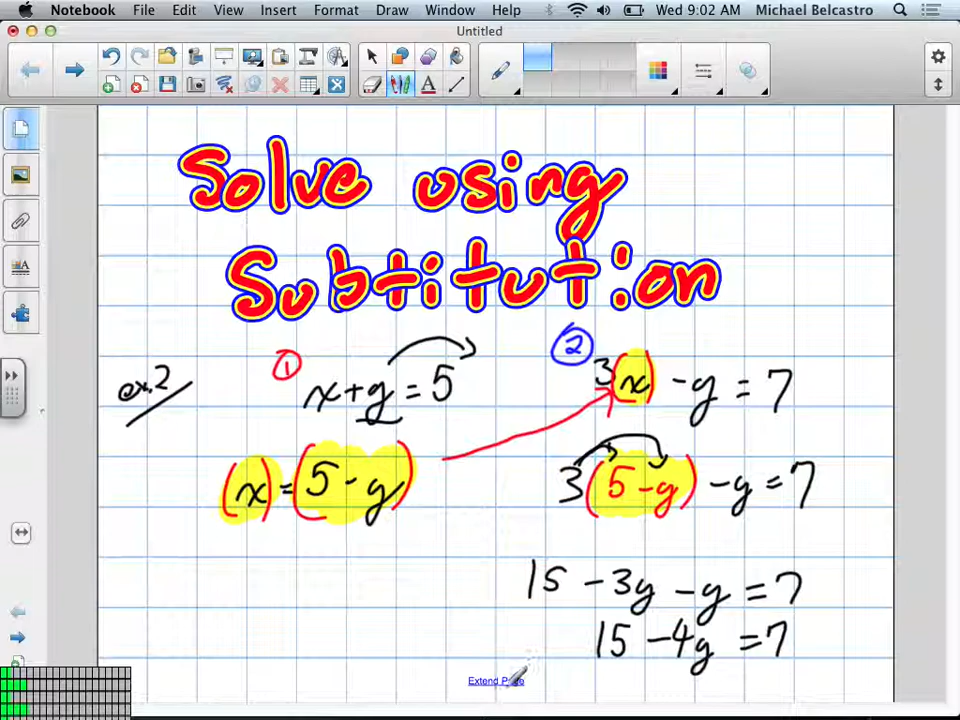 Notebook File Edit View Insert Format Draw Window Help Wed 9:02 AM Michael Belcastro
Untitled
Solve using
Substitution
ex.2
① x+y=5
② 3(x) -y=7
(x)=(5-y)
3(5-y) -y=7
15 -3y -y=7
15 -4y =7
Extend